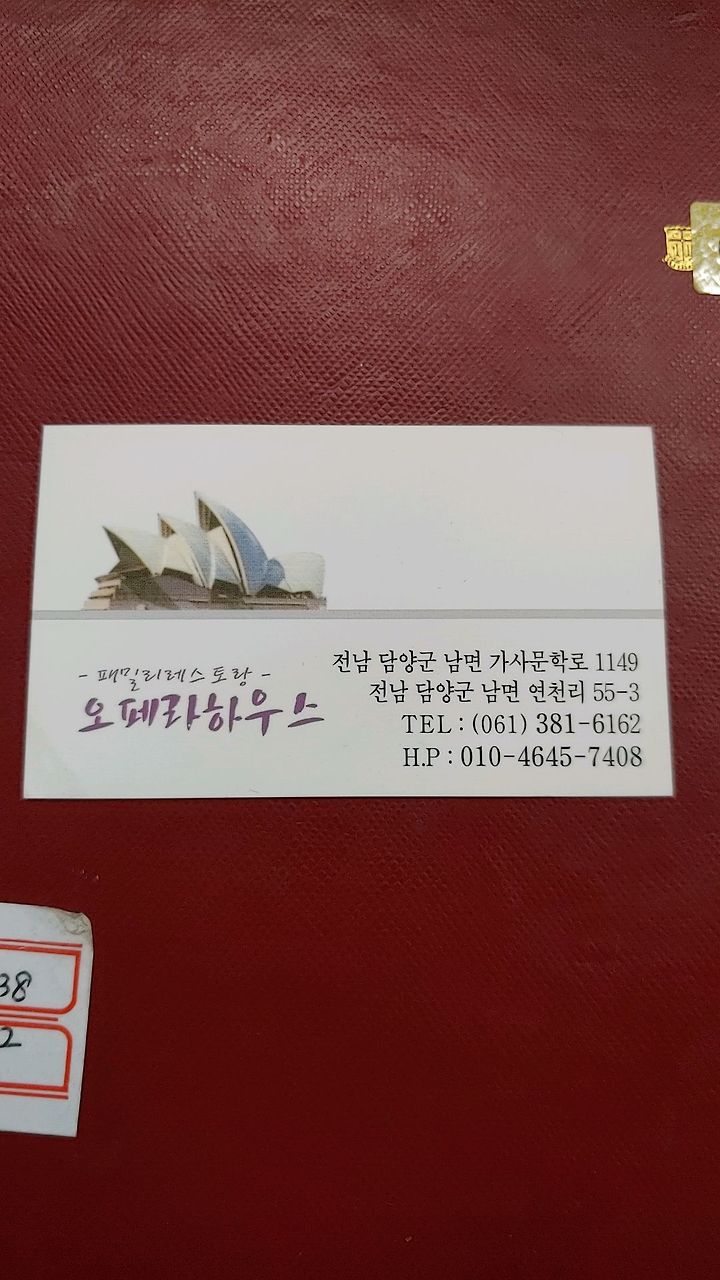 - 패밀리레스토랑 -
오페라하우스
전남 담양군 남면 가사문학로 1149
전남 담양군 남면 연천리 55-3
TEL : (061) 381-6162
H.P : 010-4645-7408
38
2